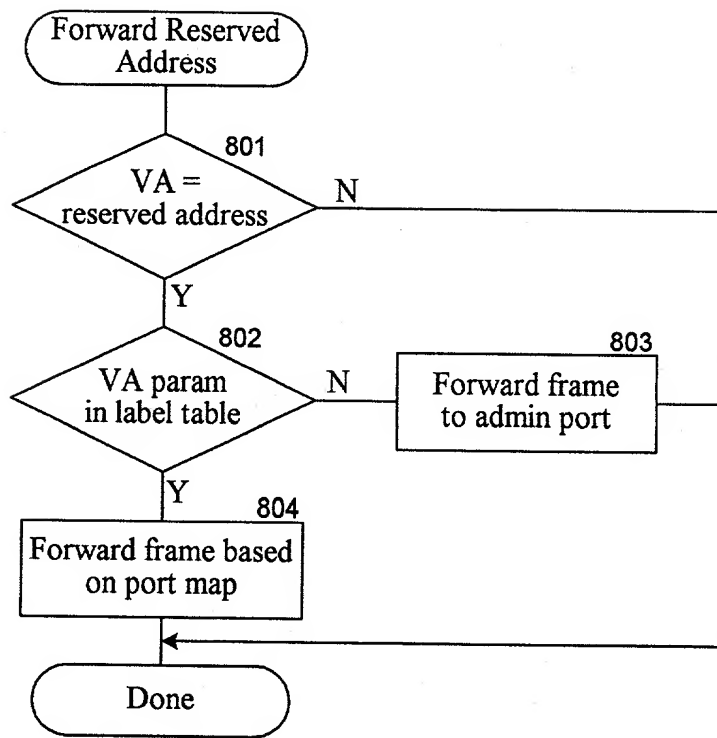 Forward Reserved
Address
801
VA =
reserved address
N
Y
802
VA param
in label table
N
803
Forward frame
to admin port
Y
804
Forward frame based
on port map
Done